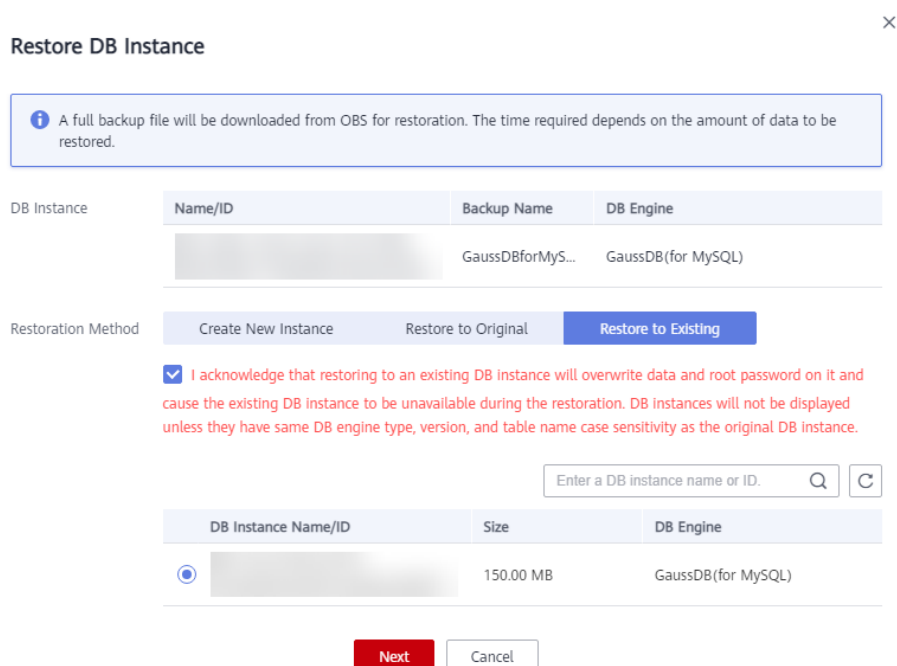 Restore DB Instance
A full backup file will be downloaded from OBS for restoration. The time required depends on the amount of data to be
restored.
DB Instance
Name/ID Backup Name DB Engine
GaussDBforMyS... GaussDB(for MySQL)
Restoration Method
Create New Instance Restore to Original Restore to Existing
I acknowledge that restoring to an existing DB instance will overwrite data and root password on it and
cause the existing DB instance to be unavailable during the restoration. DB instances will not be displayed
unless they have same DB engine type, version, and table name case sensitivity as the original DB instance.
Enter a DB instance name or ID.
DB Instance Name/ID Size DB Engine
150.00 MB GaussDB(for MySQL)
Next Cancel